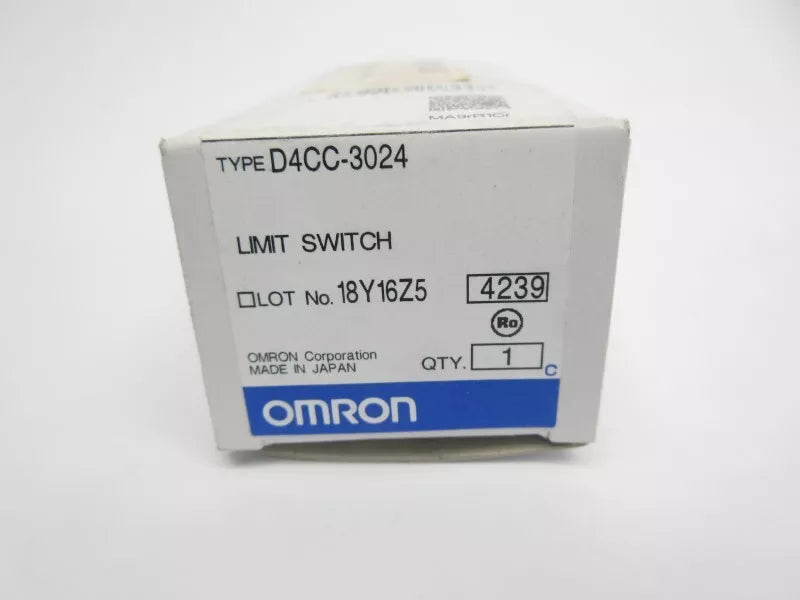 TYPE D4CC-3024
LIMIT SWITCH
LOT No. 18Y16Z5 4239
Ro
OMRON Corporation
MADE IN JAPAN QTY. 1 C
OMRON